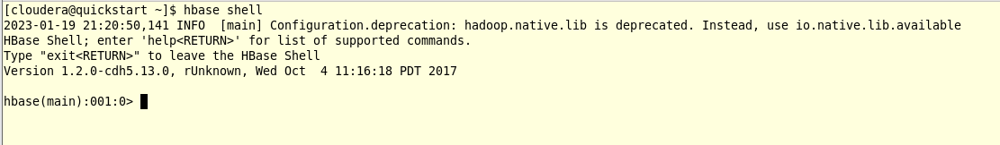 [cloudera@quickstart ~]$ hbase shell
2023-01-19 21:20:50,141 INFO  [main] Configuration.deprecation: hadoop.native.lib is deprecated. Instead, use io.native.lib.available
HBase Shell; enter 'help<RETURN>' for list of supported commands.
Type "exit<RETURN>" to leave the HBase Shell
Version 1.2.0-cdh5.13.0, rUnknown, Wed Oct  4 11:16:18 PDT 2017
hbase(main):001:0>